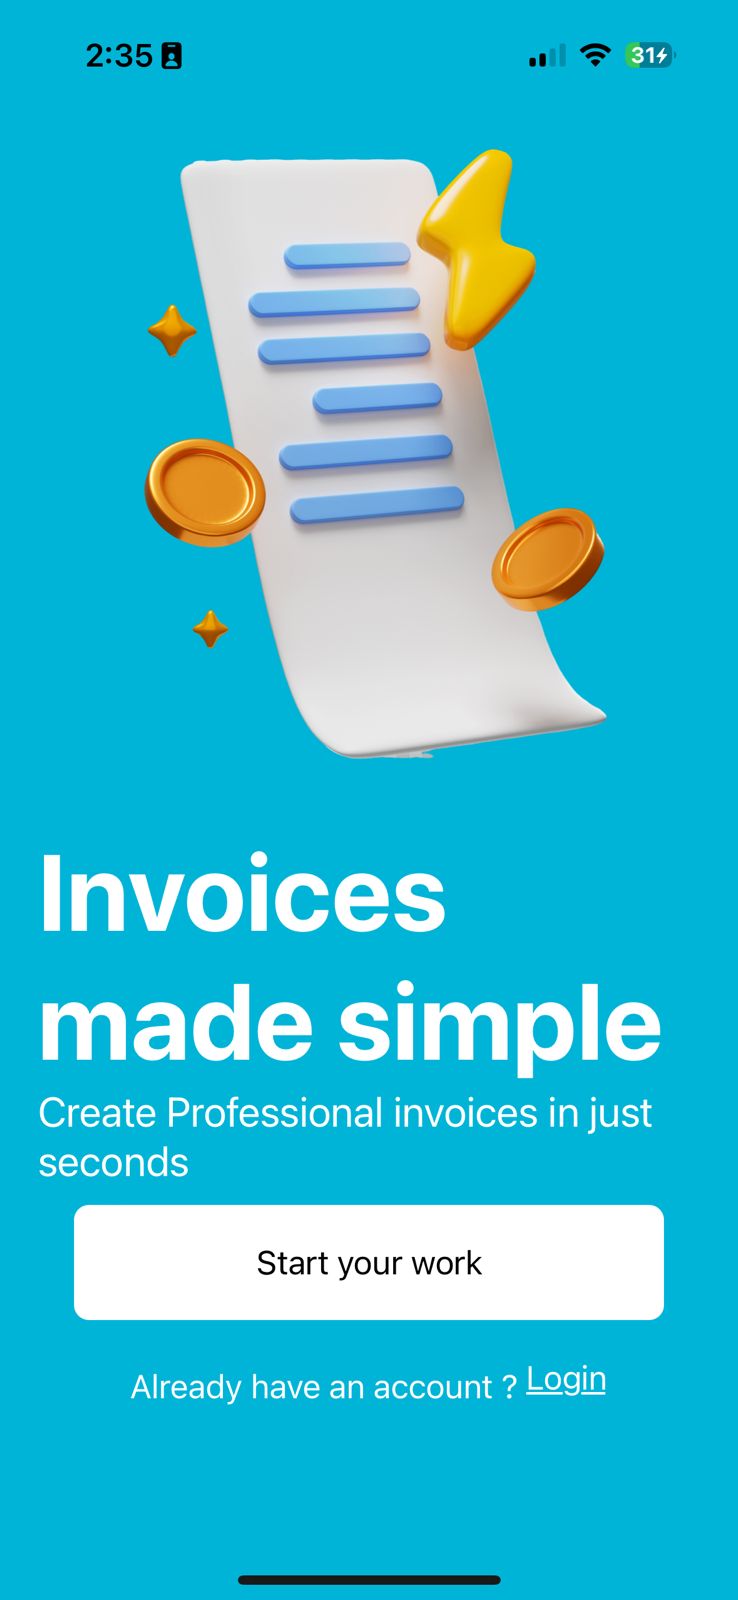 2:35
31
Invoices
made simple
Create Professional invoices in just
seconds
Start your work
Already have an account ? Login